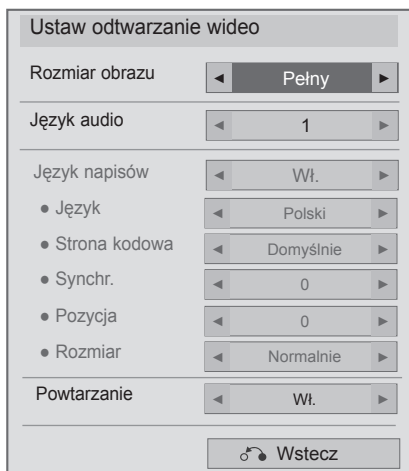 Ustaw odtwarzanie wideo
Rozmiar obrazu ◄ Pełny ►
Język audio ◄ 1 ►
Język napisów ◄ Wł. ►
● Język ◄ Polski ►
● Strona kodowa ◄ Domyślnie ►
● Synchr. ◄ 0 ►
● Pozycja ◄ 0 ►
● Rozmiar ◄ Normalnie ►
Powtarzanie ◄ Wł. ►
Wstecz